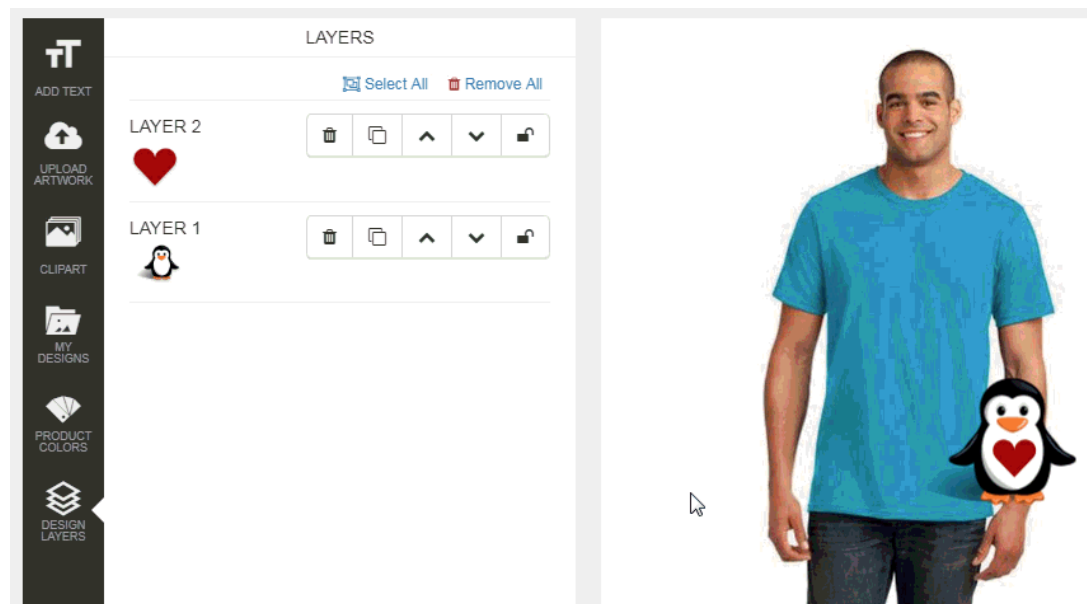 LAYERS
ADD TEXT
Select All Remove All
LAYER 2
UPLOAD
ARTWORK
LAYER 1
CLIPART
MY
DESIGNS
PRODUCT
COLORS
DESIGN
LAYERS